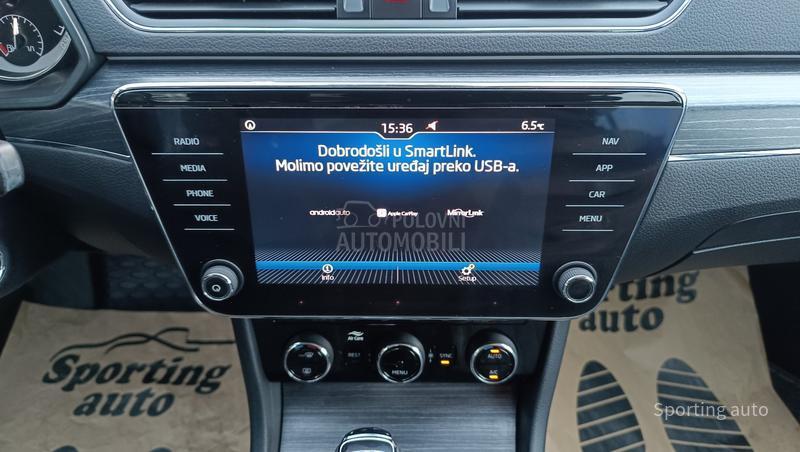 15:36
6.5°C
Dobrodošli u SmartLink.
Molimo povežite uređaj preko USB-a.
androidauto
Apple CarPlay
MirrorLink
POLOVNI
AUTOMOBILI
Info
Setup
RADIO
MEDIA
PHONE
VOICE
NAV
APP
CAR
MENU
Air Care
REST
MENU
SYNC
AUTO
A/C
Sporting
auto
Sporting
Sporting auto